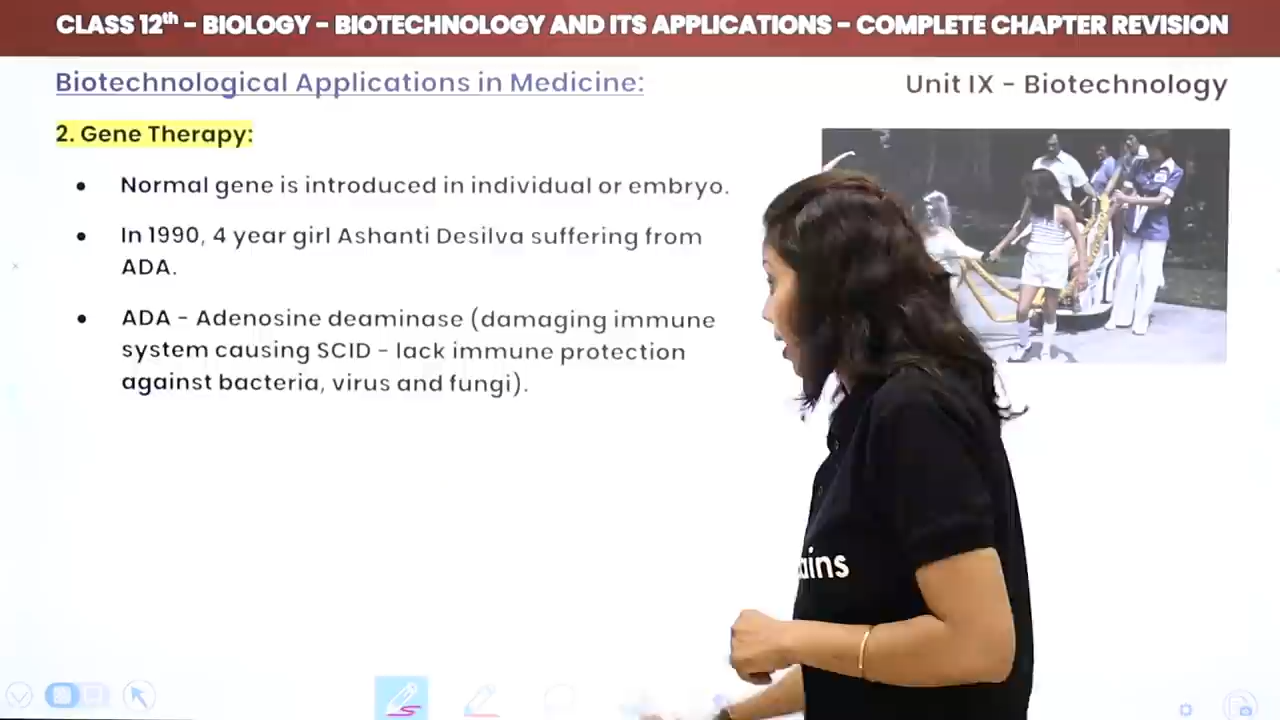 CLASS 12th - BIOLOGY - BIOTECHNOLOGY AND ITS APPLICATIONS - COMPLETE CHAPTER REVISION
Biotechnological Applications in Medicine:
Unit IX - Biotechnology
2. Gene Therapy:
• Normal gene is introduced in individual or embryo.
• In 1990, 4 year girl Ashanti Desilva suffering from
ADA.
• ADA - Adenosine deaminase (damaging immune
system causing SCID - lack immune protection
against bacteria, virus and fungi).